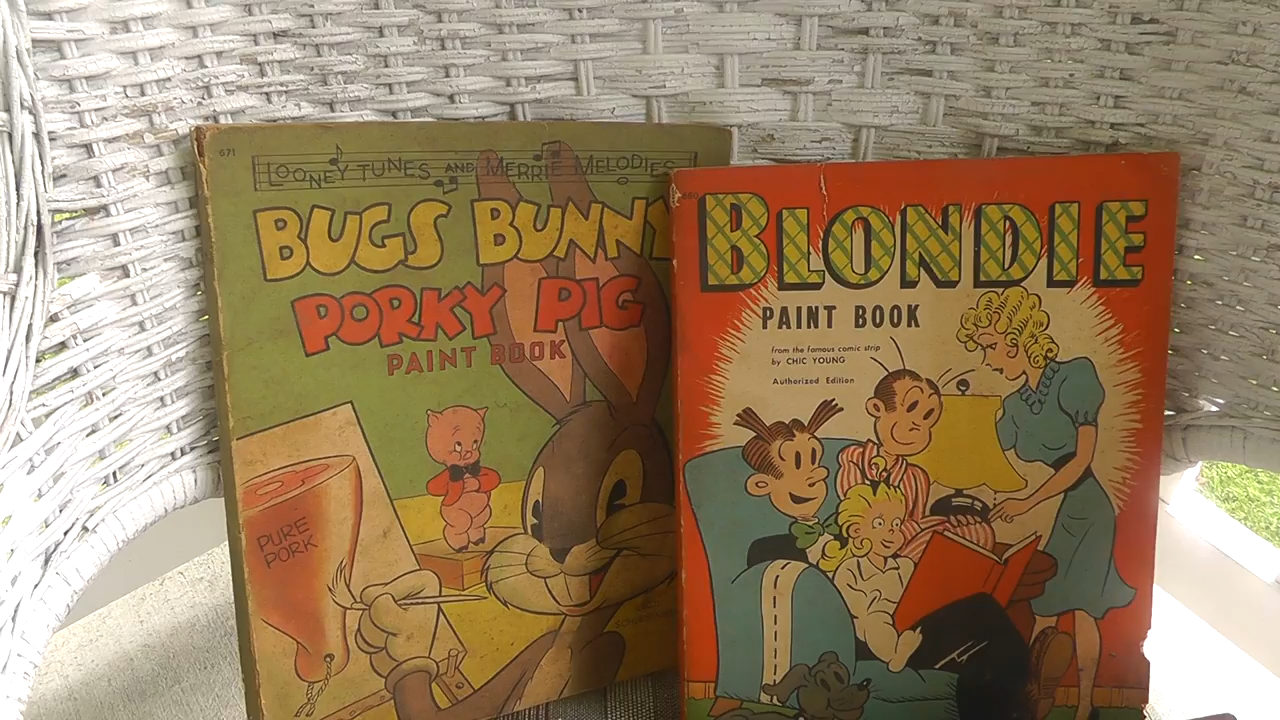 671
LOONEY TUNES AND MERRIE MELODIES
BUGS BUNNY
PORKY PIG
PAINT BOOK
PURE
PORK
BLONDIE
PAINT BOOK
from the famous comic strip
by CHIC YOUNG
Authorized Edition